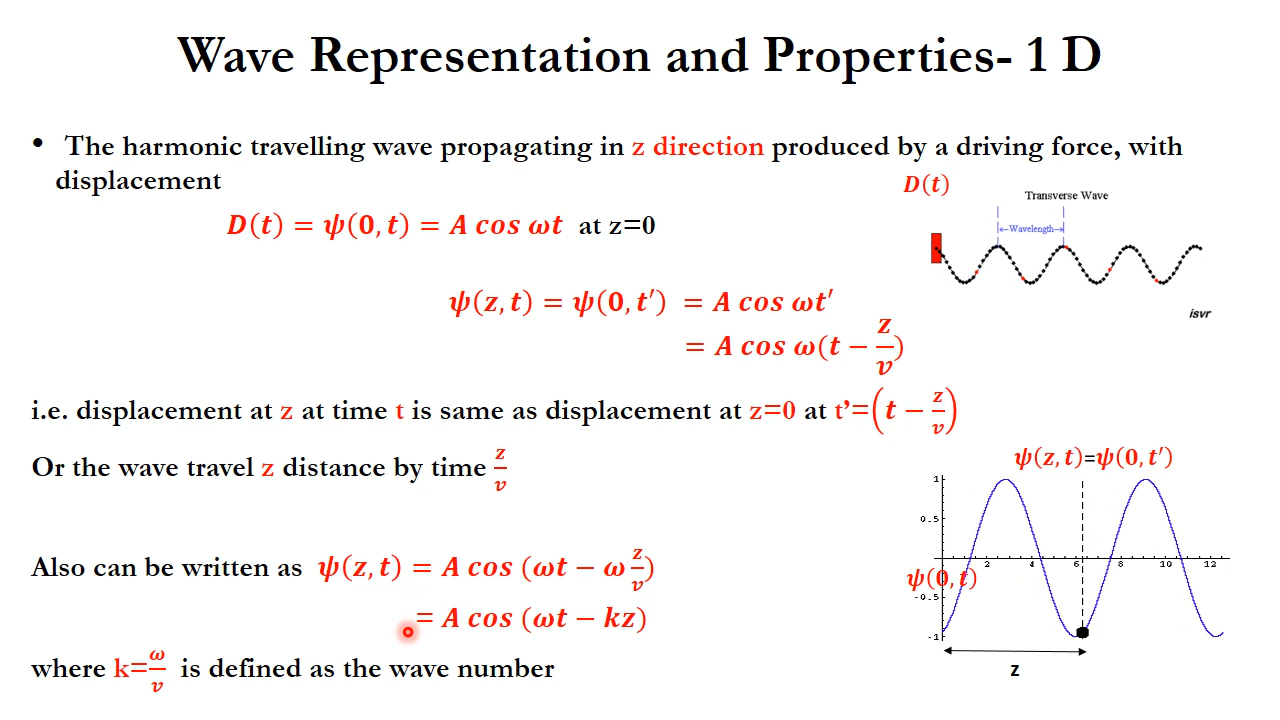 Wave Representation and Properties- 1 D
• The harmonic travelling wave propagating in z direction produced by a driving force, with
displacement
D(t)
Transverse Wave
←Wavelength→
isvr
D(t) = ψ(0, t) = A cos ωt at z=0
ψ(z, t) = ψ(0, t′) = A cos ωt′
= A cos ω(t − z/v)
i.e. displacement at z at time t is same as displacement at z=0 at t’=(t − z/v)
Or the wave travel z distance by time z/v
Also can be written as ψ(z, t) = A cos (ωt − ω z/v)
= A cos (ωt − kz)
where k=ω/v is defined as the wave number
ψ(z, t)=ψ(0, t′)
1
0.5
2 4 6 8 10 12
ψ(0, t)
-0.5
-1
z